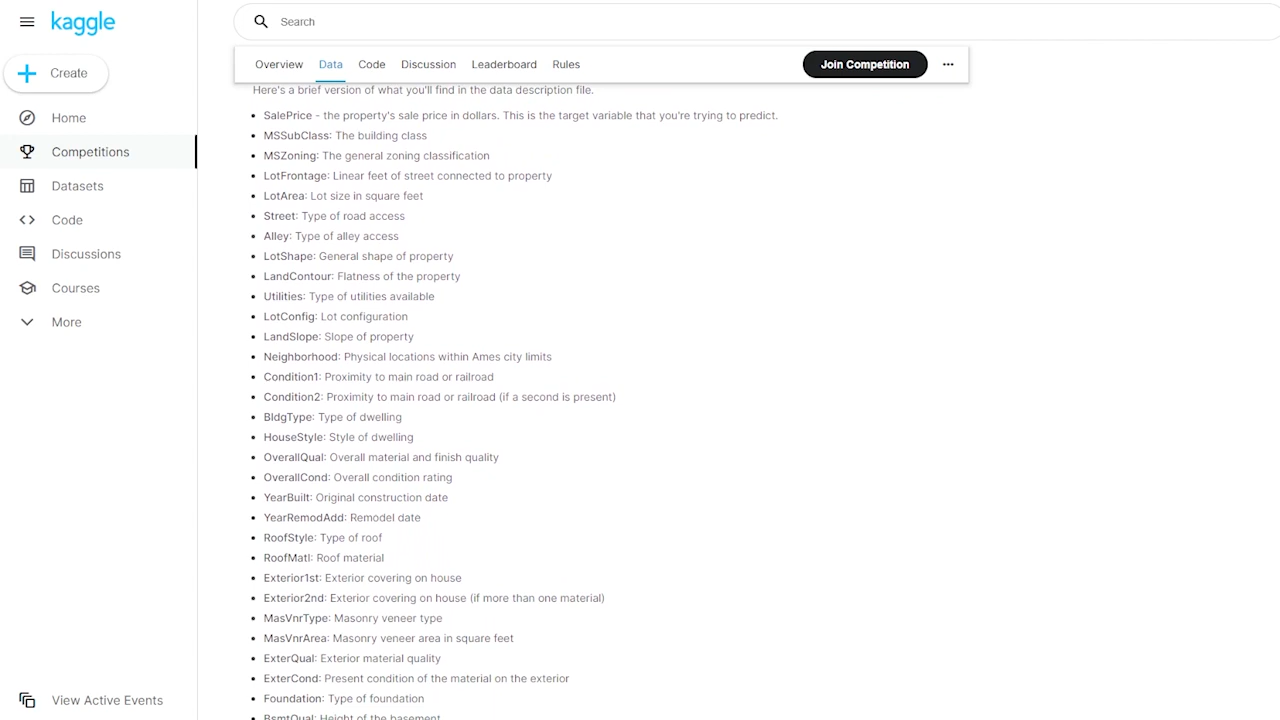 kaggle
Search
Overview Data Code Discussion Leaderboard Rules Join Competition
Create
Home
Competitions
Datasets
Code
Discussions
Courses
More
View Active Events
Here's a brief version of what you'll find in the data description file.
SalePrice - the property's sale price in dollars. This is the target variable that you're trying to predict.
MSSubClass: The building class
MSZoning: The general zoning classification
LotFrontage: Linear feet of street connected to property
LotArea: Lot size in square feet
Street: Type of road access
Alley: Type of alley access
LotShape: General shape of property
LandContour: Flatness of the property
Utilities: Type of utilities available
LotConfig: Lot configuration
LandSlope: Slope of property
Neighborhood: Physical locations within Ames city limits
Condition1: Proximity to main road or railroad
Condition2: Proximity to main road or railroad (if a second is present)
BldgType: Type of dwelling
HouseStyle: Style of dwelling
OverallQual: Overall material and finish quality
OverallCond: Overall condition rating
YearBuilt: Original construction date
YearRemodAdd: Remodel date
RoofStyle: Type of roof
RoofMatl: Roof material
Exterior1st: Exterior covering on house
Exterior2nd: Exterior covering on house (if more than one material)
MasVnrType: Masonry veneer type
MasVnrArea: Masonry veneer area in square feet
ExterQual: Exterior material quality
ExterCond: Present condition of the material on the exterior
Foundation: Type of foundation
BsmtQual: Height of the basement